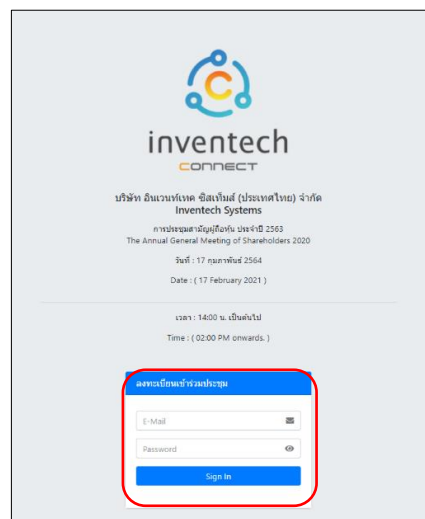 inventech
CONNECT
บริษัท อินเวนท์เทค ซิสเท็มส์ (ประเทศไทย) จำกัด
Inventech Systems
การประชุมสามัญผู้ถือหุ้น ประจำปี 2563
The Annual General Meeting of Shareholders 2020
วันที่ : 17 กุมภาพันธ์ 2564
Date : ( 17 February 2021 )
เวลา : 14:00 น. เป็นต้นไป
Time : ( 02:00 PM onwards. )
ลงทะเบียนเข้าร่วมประชุม
E-Mail
Password
Sign In